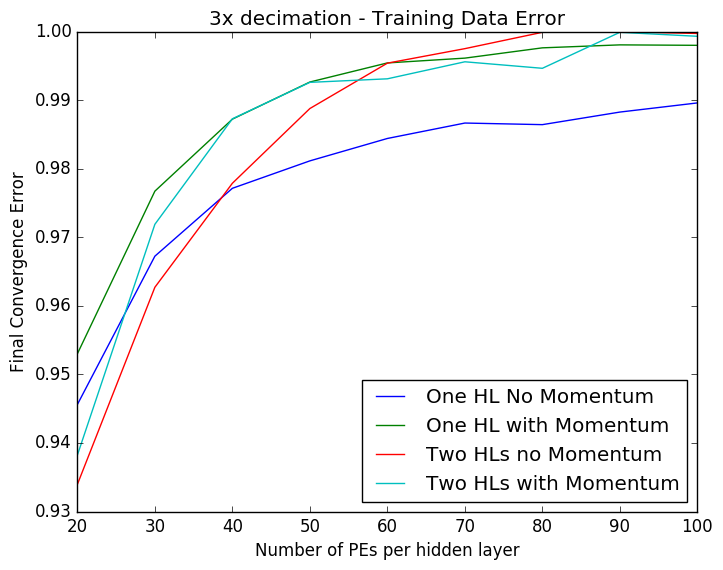 3x decimation - Training Data Error
Final Convergence Error
1.00
0.99
0.98
0.97
0.96
0.95
0.94
0.93
One HL No Momentum
One HL with Momentum
Two HLs no Momentum
Two HLs with Momentum
20 30 40 50 60 70 80 90 100
Number of PEs per hidden layer